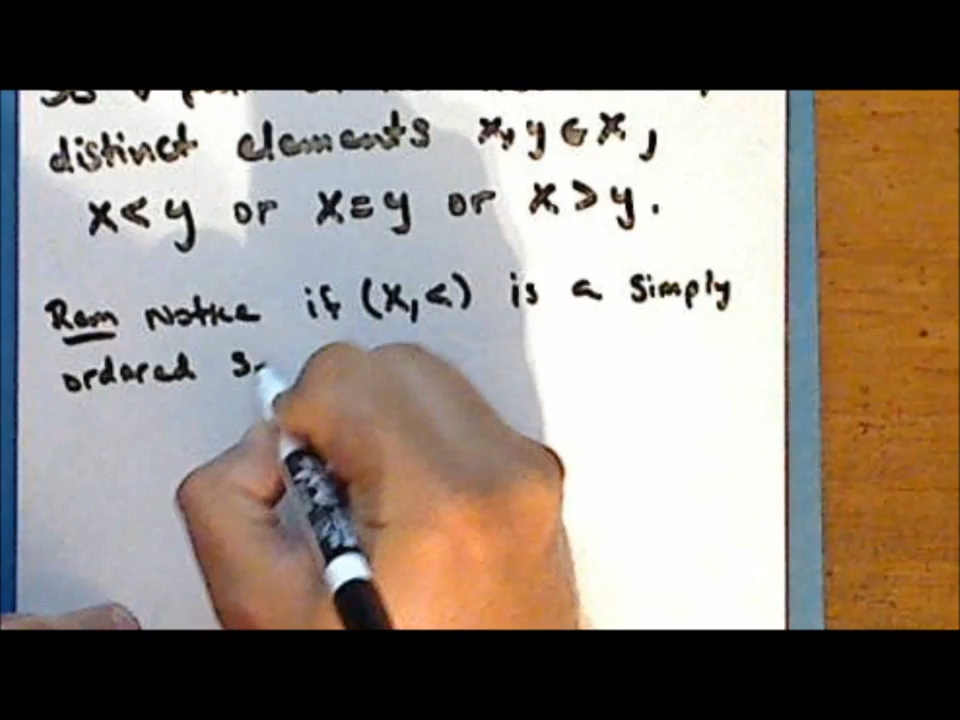 distinct elements x, y ∈ X,
x < y or x = y or x > y.
Rem Notice if (X, <) is a simply
ordered